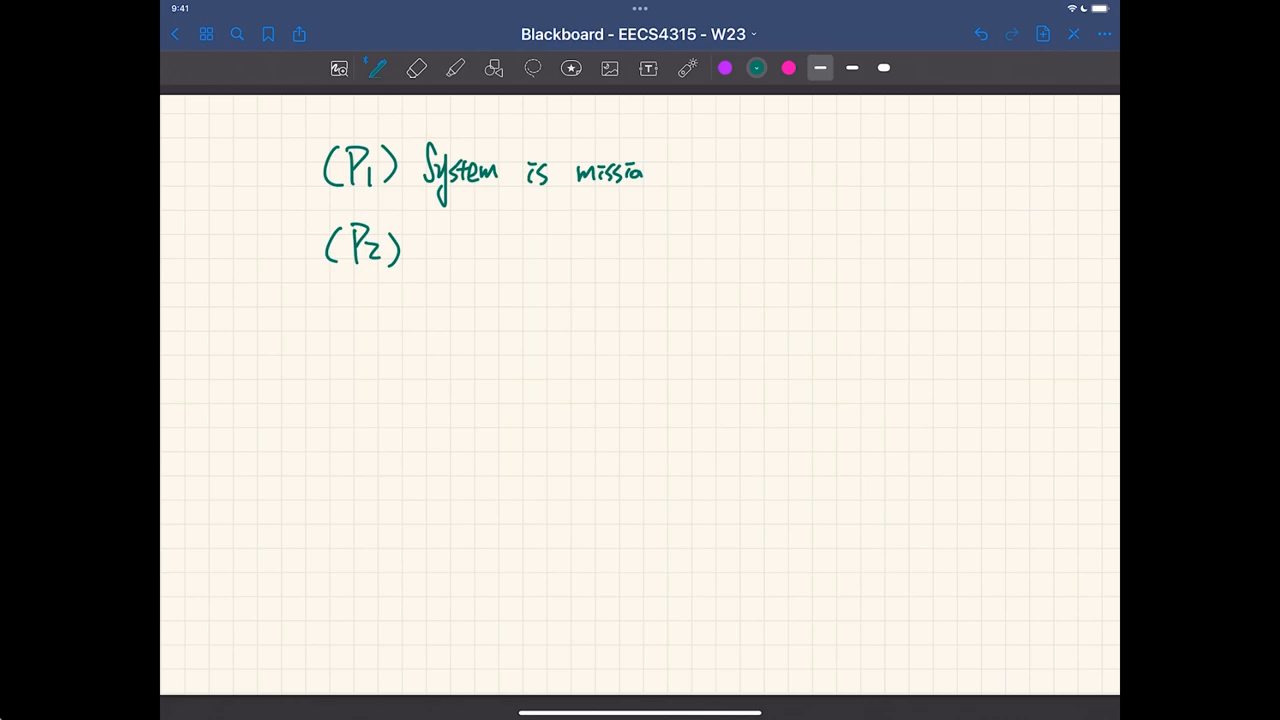 9:41
Blackboard - EECS4315 - W23
(P1) System is missio
(P2)